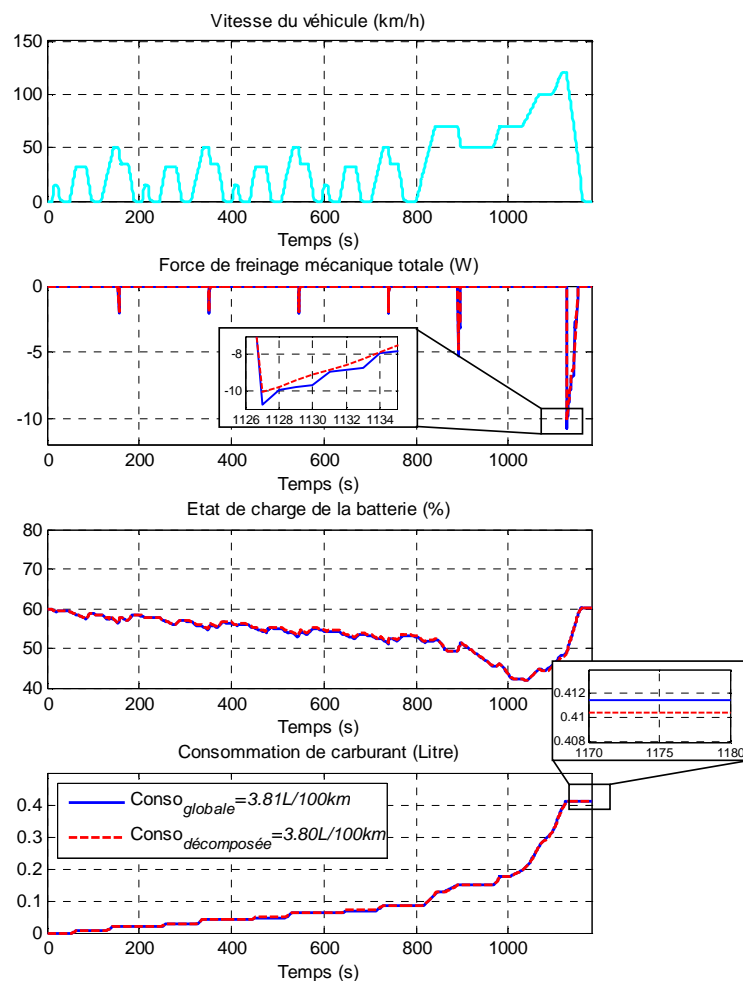 Vitesse du véhicule (km/h)
150
100
50
0
0 200 400 600 800 1000
Temps (s)
Force de freinage mécanique totale (W)
0
-5
-10
-8
-10
1126 1128 1130 1132 1134
0 200 400 600 800 1000
Temps (s)
Etat de charge de la batterie (%)
80
70
60
50
40
0 200 400 600 800 1000
Temps (s)
0.412
0.41
0.408
1170 1175 1180
Consommation de carburant (Litre)
0.4
0.3
0.2
0.1
0
Conso globale=3.81L/100km
Conso décomposée=3.80L/100km
0 200 400 600 800 1000
Temps (s)